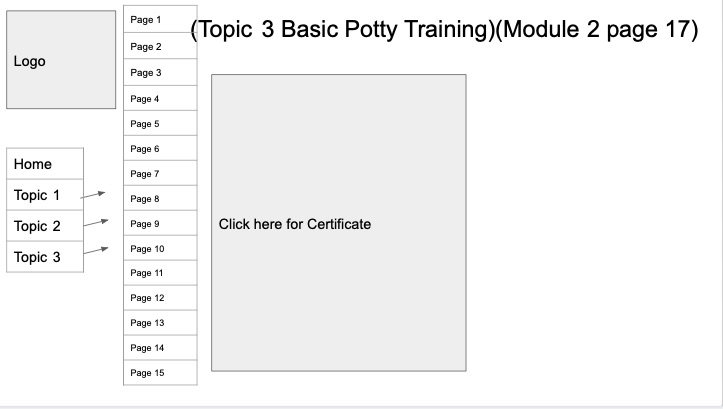 (Topic 3 Basic Potty Training)(Module 2 page 17)
Logo
Home
Topic 1
Topic 2
Topic 3
Page 1
Page 2
Page 3
Page 4
Page 5
Page 6
Page 7
Page 8
Page 9
Page 10
Page 11
Page 12
Page 13
Page 14
Page 15
Click here for Certificate